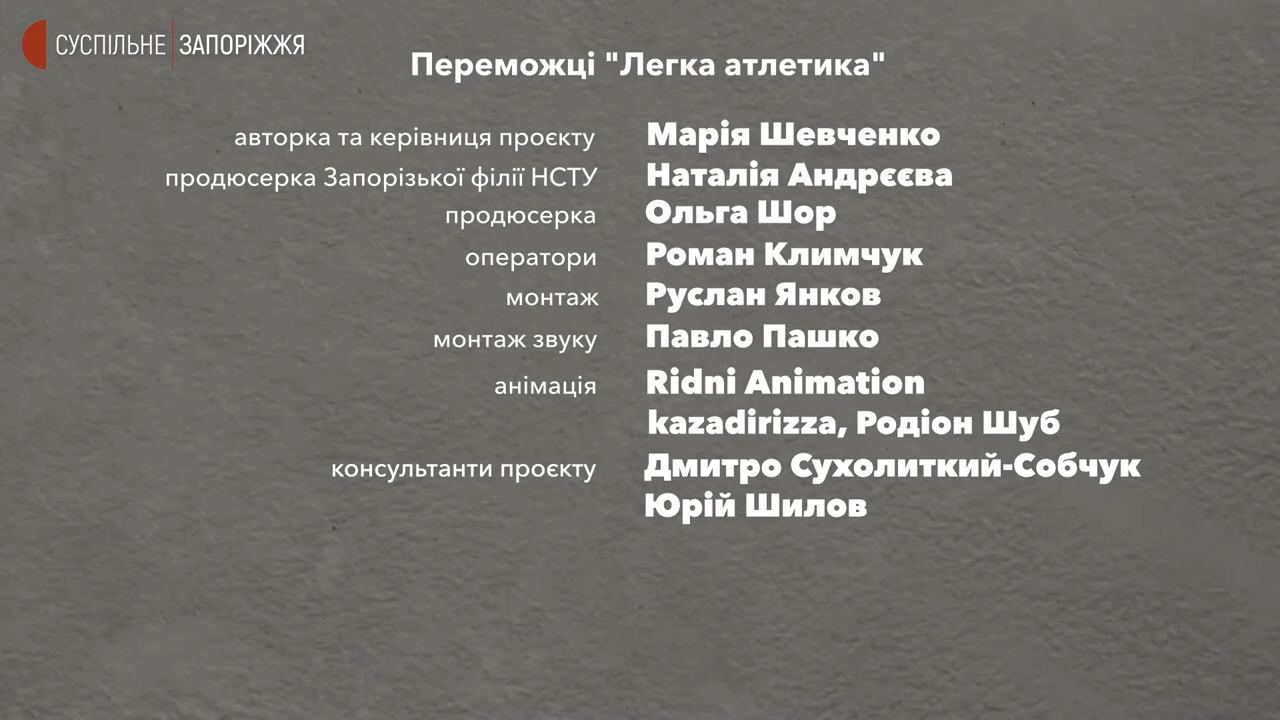 СУСПІЛЬНЕ ЗАПОРІЖЖЯ
Переможці "Легка атлетика"
авторка та керівниця проєкту Марія Шевченко
продюсерка Запорізької філії НСТУ Наталія Андрєєва
продюсерка Ольга Шор
оператори Роман Климчук
монтаж Руслан Янков
монтаж звуку Павло Пашко
анімація Ridni Animation
kazadirizza, Родіон Шуб
консультанти проєкту Дмитро Сухолиткий-Собчук
Юрій Шилов